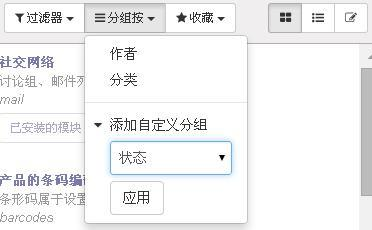 过滤器 分组按 收藏
作者
分类
添加自定义分组
状态
应用
社交网络
讨论组、邮件列
mail
已安装的模块
产品的条码编
条形码属于设置
barcodes